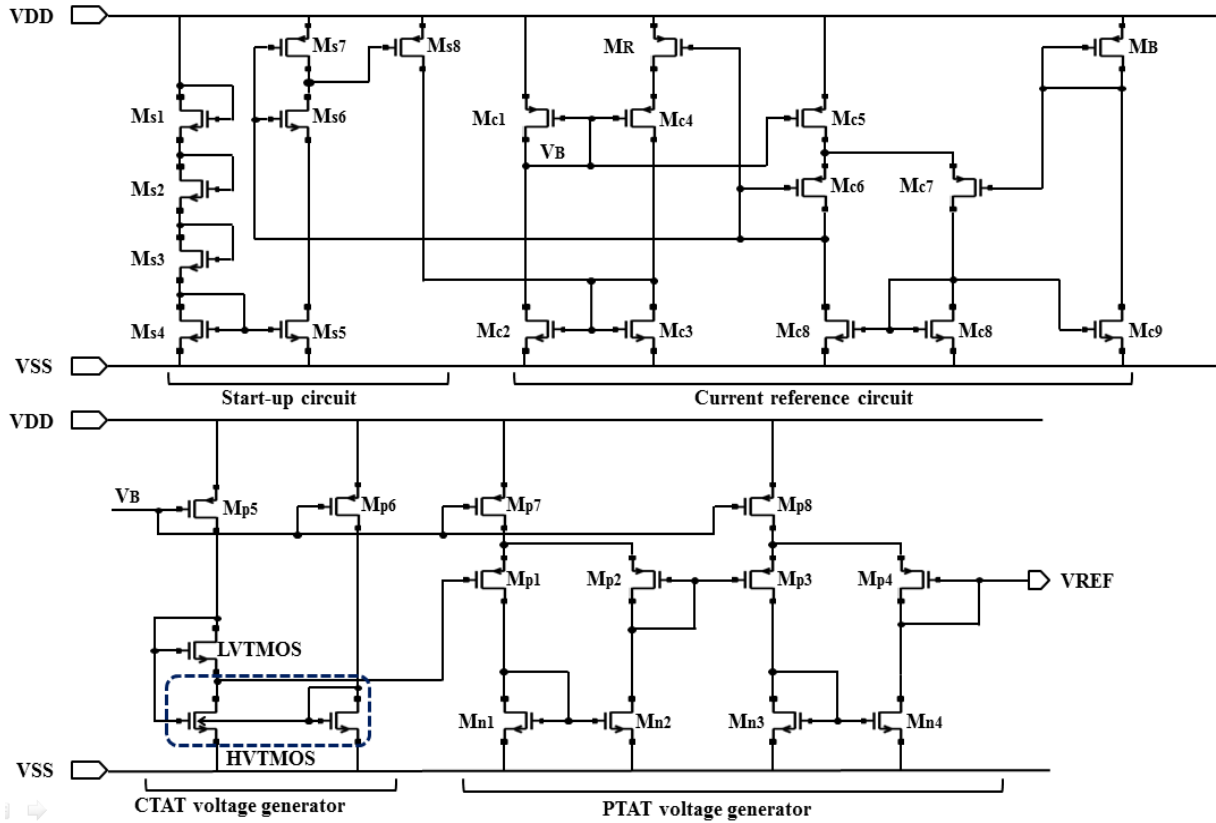 VDD
Ms7
Ms8
MR
MB
Ms1
Ms6
Mc1
Mc4
Mc5
VB
Ms2
Mc6
Mc7
Ms3
Ms4
Ms5
Mc2
Mc3
Mc8
Mc8
Mc9
VSS
Start-up circuit
Current reference circuit
VDD
VB
Mp5
Mp6
Mp7
Mp8
Mp1
Mp2
Mp3
Mp4
VREF
LVTMOS
Mn1
Mn2
Mn3
Mn4
HVTMOS
VSS
CTAT voltage generator
PTAT voltage generator